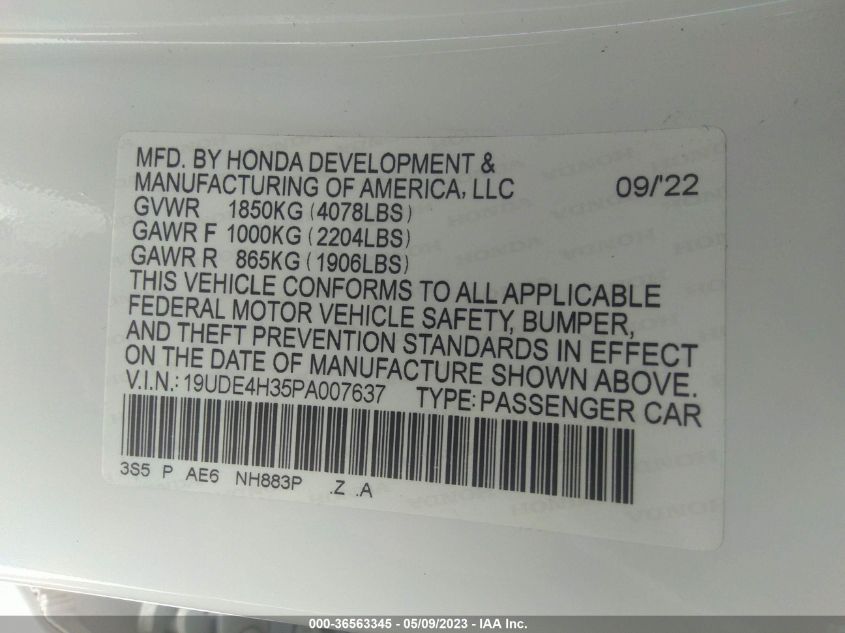 MFD. BY HONDA DEVELOPMENT &
MANUFACTURING OF AMERICA, LLC 09/'22
GVWR 1850KG (4078LBS)
GAWR F 1000KG (2204LBS)
GAWR R 865KG (1906LBS)
THIS VEHICLE CONFORMS TO ALL APPLICABLE
FEDERAL MOTOR VEHICLE SAFETY, BUMPER,
AND THEFT PREVENTION STANDARDS IN EFFECT
ON THE DATE OF MANUFACTURE SHOWN ABOVE.
V.I.N.: 19UDE4H35PA007637 TYPE: PASSENGER CAR
3S5 P AE6 NH883P .Z .A
000-36563345 - 05/09/2023 - IAA Inc.